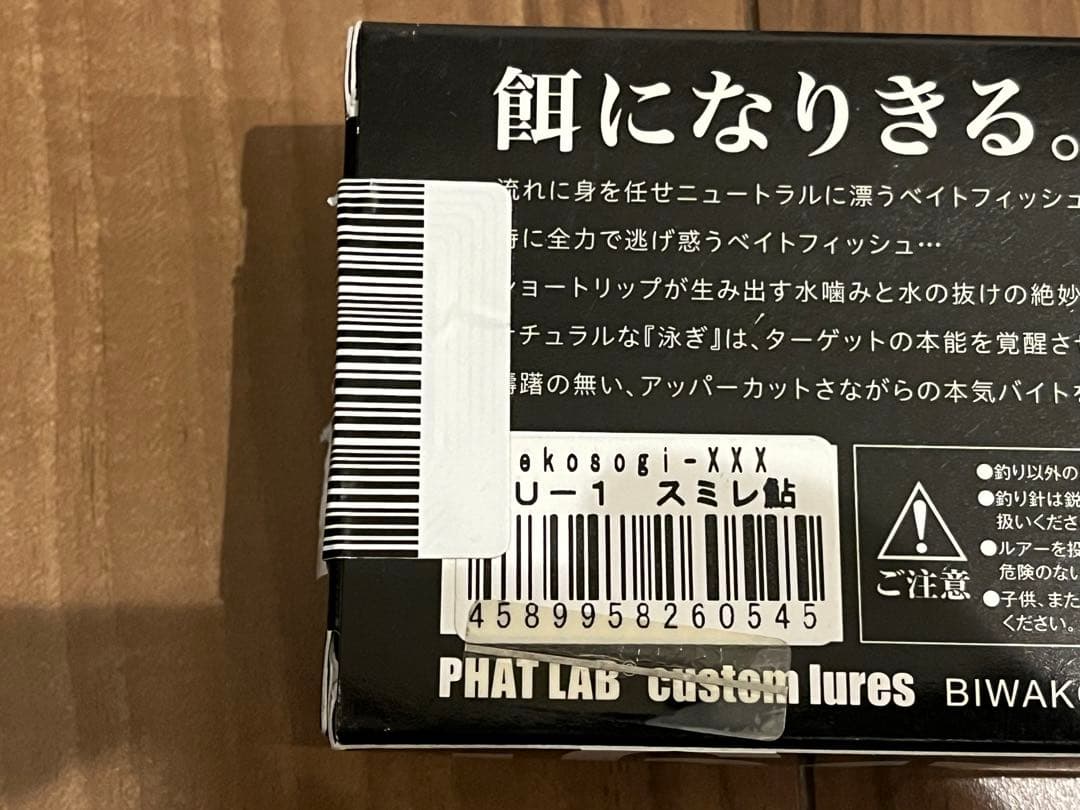 餌になりきる。
流れに身を任せニュートラルに漂うベイトフィッシュ
時に全力で逃げ惑うベイトフィッシュ…
ショートリップが生み出す水噛みと水の抜けの絶妙
ナチュラルな『泳ぎ』は、ターゲットの本能を覚醒させ
躊躇の無い、アッパーカットさながらの本気バイトを
ekosogi-XXX
U-1 スミレ鮎
4589958260545
ご注意
●釣り以外の
●釣り針は鋭
扱いくださ
●ルアーを投
危険のない
●子供、また
ください。
PHAT LAB custom lures BIWAK